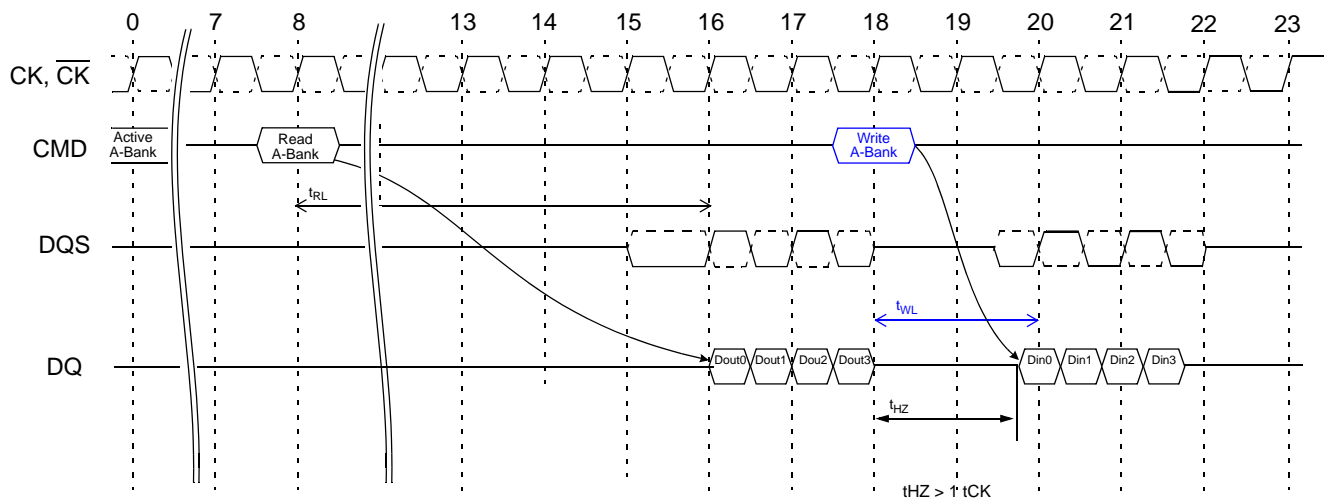 0 7 8 13 14 15 16 17 18 19 20 21 22 23
CK, CK
CMD
Active
A-Bank
Read
A-Bank
Write
A-Bank
tRL
DQS
tWL
DQ
Dout0 Dout1 Dou2 Dout3
Din0 Din1 Din2 Din3
tHZ
tHZ > 1 tCK